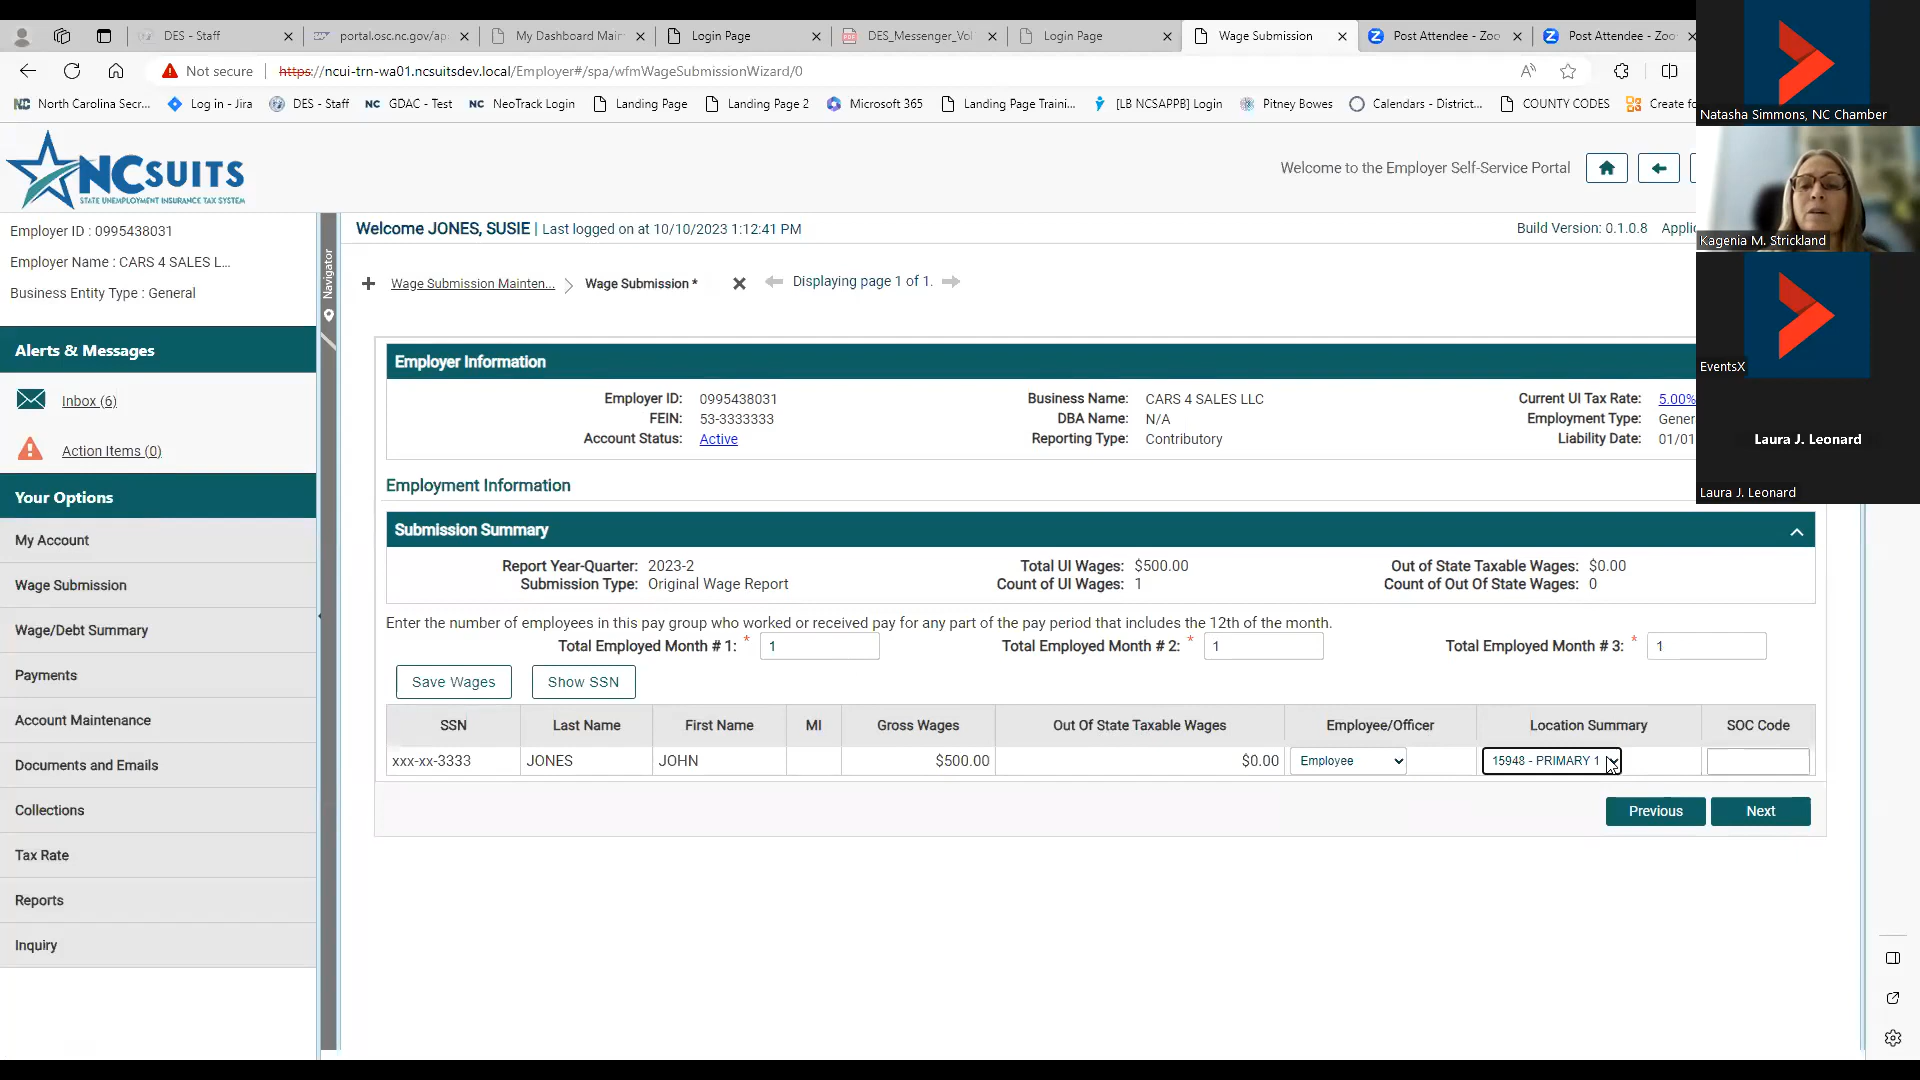 DES - Staff
portal.osc.nc.gov/ap
My Dashboard Mair
Login Page
DES_Messenger_Vol
Login Page
Wage Submission
Post Attendee - Zoo
Post Attendee - Zoo
Not secure
https://ncui-trn-wa01.ncsuitsdev.local/Employer#/spa/wfmWageSubmissionWizard/0
North Carolina Secr...
Log in - Jira
DES - Staff
GDAC - Test
NeoTrack Login
Landing Page
Landing Page 2
Microsoft 365
Landing Page Traini...
[LB NCSAPPB] Login
Pitney Bowes
Calendars - District...
COUNTY CODES
Create fo
Natasha Simmons, NC Chamber
Kagenia M. Strickland
EventsX
Laura J. Leonard
Laura J. Leonard
NCSUITS
STATE UNEMPLOYMENT INSURANCE TAX SYSTEM
Welcome to the Employer Self-Service Portal
Employer ID : 0995438031
Employer Name : CARS 4 SALES L...
Business Entity Type : General
Alerts & Messages
Inbox (6)
Action Items (0)
Your Options
My Account
Wage Submission
Wage/Debt Summary
Payments
Account Maintenance
Documents and Emails
Collections
Tax Rate
Reports
Inquiry
Navigator
Welcome JONES, SUSIE | Last logged on at 10/10/2023 1:12:41 PM
Build Version: 0.1.0.8 Applic
Wage Submission Mainten...
Wage Submission *
Displaying page 1 of 1.
Employer Information
Employer ID: 0995438031
Business Name: CARS 4 SALES LLC
Current UI Tax Rate: 5.00%
FEIN: 53-3333333
DBA Name: N/A
Employment Type: Gener
Account Status: Active
Reporting Type: Contributory
Liability Date: 01/01
Employment Information
Submission Summary
Report Year-Quarter: 2023-2
Total UI Wages: $500.00
Out of State Taxable Wages: $0.00
Submission Type: Original Wage Report
Count of UI Wages: 1
Count of Out Of State Wages: 0
Enter the number of employees in this pay group who worked or received pay for any part of the pay period that includes the 12th of the month.
Total Employed Month # 1: * 1
Total Employed Month # 2: * 1
Total Employed Month # 3: * 1
Save Wages
Show SSN
SSN Last Name First Name MI Gross Wages Out Of State Taxable Wages Employee/Officer Location Summary SOC Code
xxx-xx-3333 JONES JOHN $500.00 $0.00 Employee 15948 - PRIMARY 1
Previous
Next